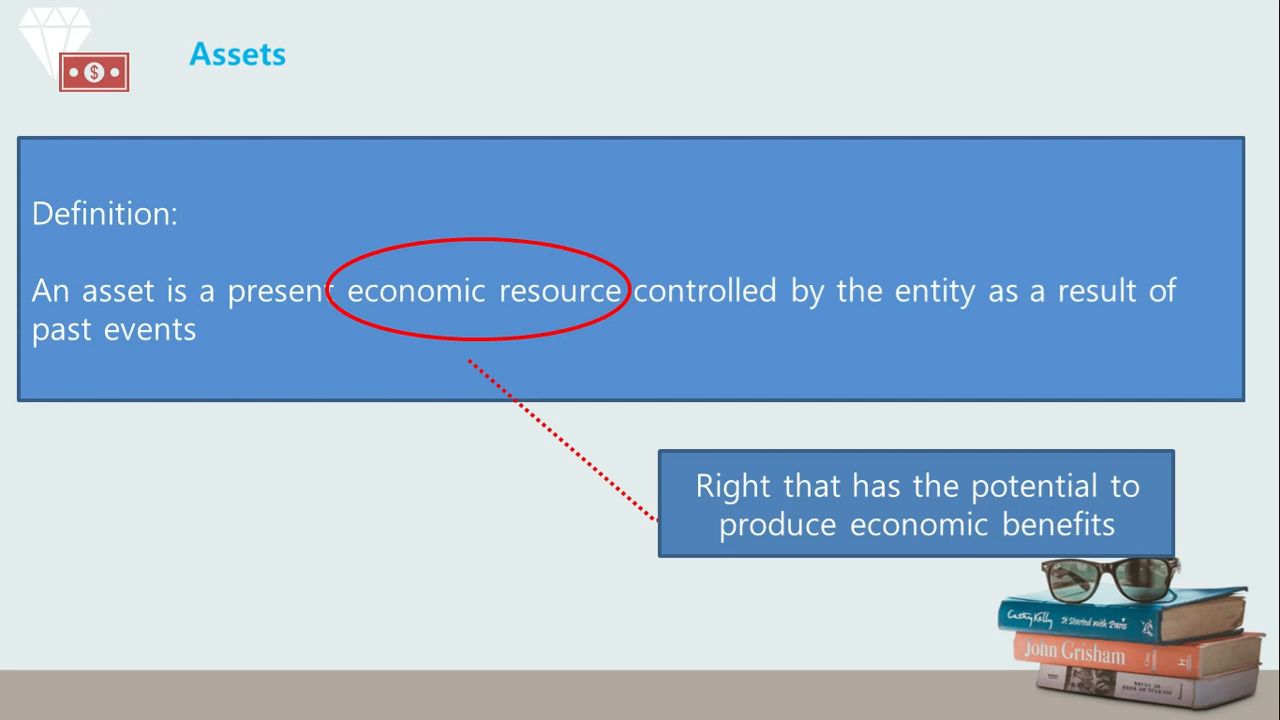 Assets
Definition:
An asset is a present economic resource controlled by the entity as a result of
past events
Right that has the potential to
produce economic benefits
$
Cathy Kelly It Started with Paris
John Grisham